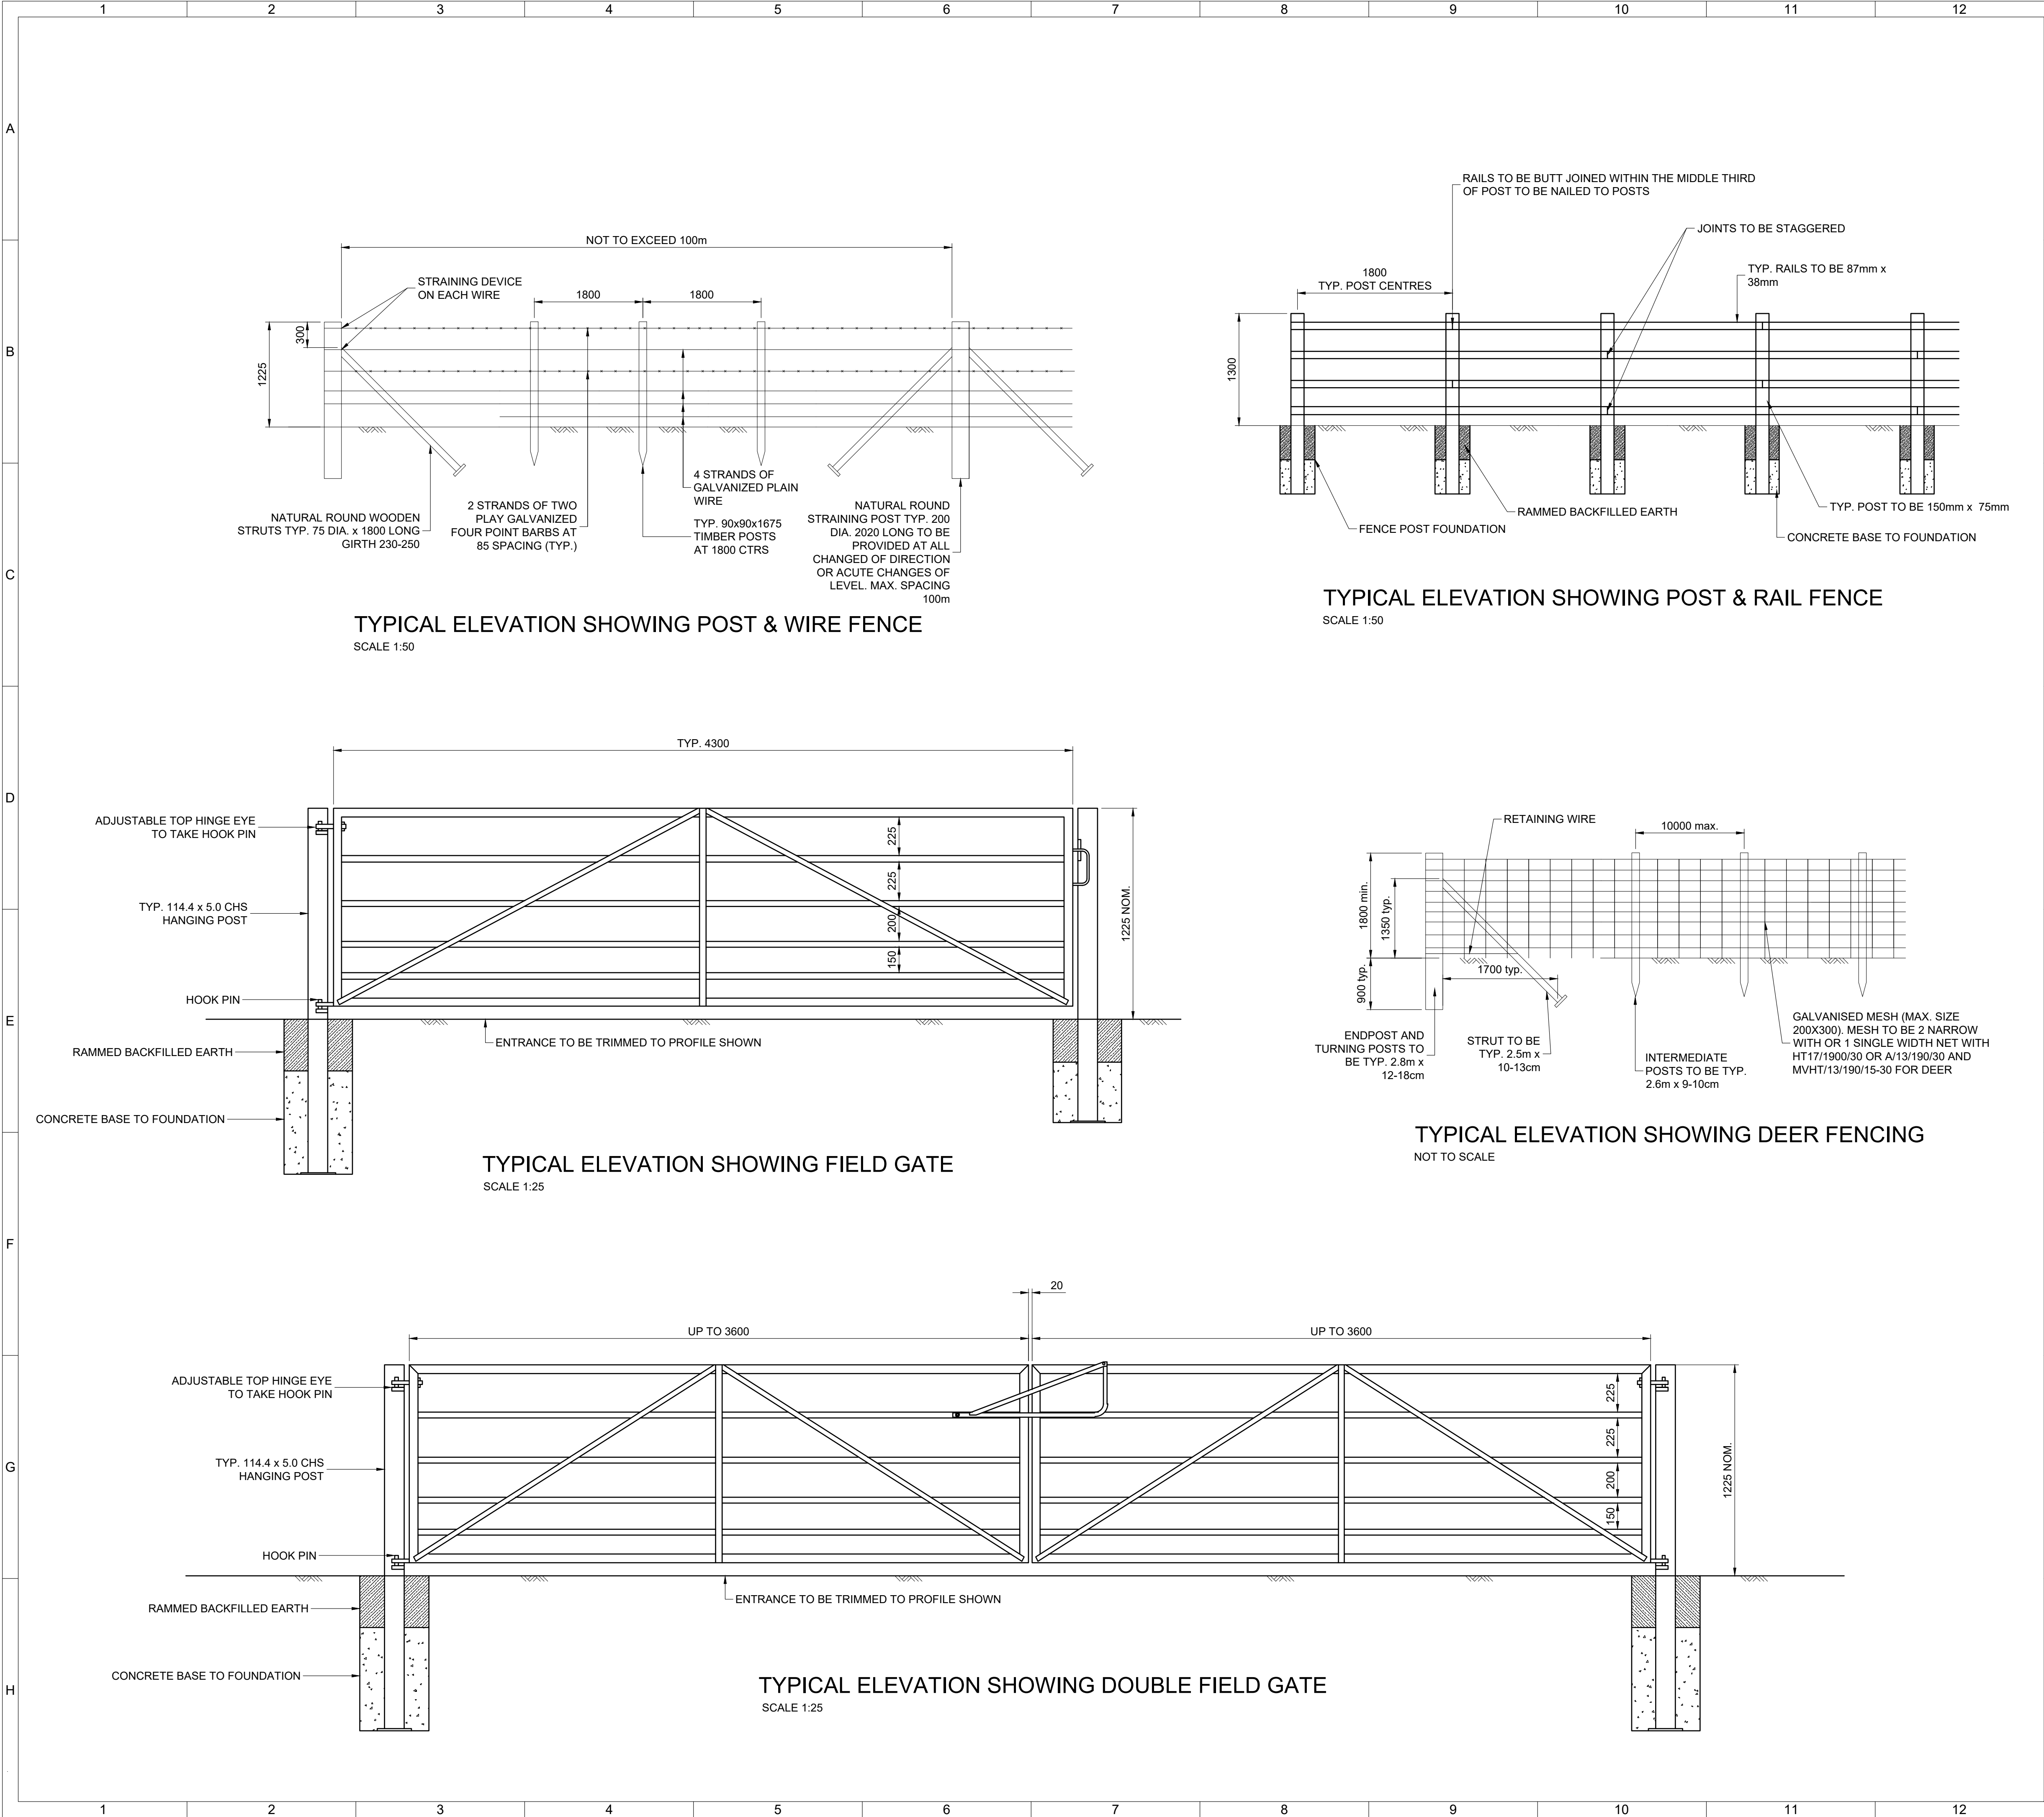 1 2 3 4 5 6 7 8 9 10 11 12
A
B
C
D
E
F
G
H
NOT TO EXCEED 100m
STRAINING DEVICE
ON EACH WIRE
1800
1800
300
1225
NATURAL ROUND WOODEN
STRUTS TYP. 75 DIA. x 1800 LONG
GIRTH 230-250
2 STRANDS OF TWO
PLAY GALVANIZED
FOUR POINT BARBS AT
85 SPACING (TYP.)
4 STRANDS OF
GALVANIZED PLAIN
WIRE
TYP. 90x90x1675
TIMBER POSTS
AT 1800 CTRS
NATURAL ROUND
STRAINING POST TYP. 200
DIA. 2020 LONG TO BE
PROVIDED AT ALL
CHANGED OF DIRECTION
OR ACUTE CHANGES OF
LEVEL. MAX. SPACING
100m
TYPICAL ELEVATION SHOWING POST & WIRE FENCE
SCALE 1:50
RAILS TO BE BUTT JOINED WITHIN THE MIDDLE THIRD
OF POST TO BE NAILED TO POSTS
JOINTS TO BE STAGGERED
1800
TYP. POST CENTRES
TYP. RAILS TO BE 87mm x
38mm
1300
RAMMED BACKFILLED EARTH
TYP. POST TO BE 150mm x 75mm
FENCE POST FOUNDATION
CONCRETE BASE TO FOUNDATION
TYPICAL ELEVATION SHOWING POST & RAIL FENCE
SCALE 1:50
TYP. 4300
ADJUSTABLE TOP HINGE EYE
TO TAKE HOOK PIN
TYP. 114.4 x 5.0 CHS
HANGING POST
HOOK PIN
225
225
200
150
1225 NOM.
ENTRANCE TO BE TRIMMED TO PROFILE SHOWN
RAMMED BACKFILLED EARTH
CONCRETE BASE TO FOUNDATION
TYPICAL ELEVATION SHOWING FIELD GATE
SCALE 1:25
RETAINING WIRE
10000 max.
1800 min.
1350 typ.
900 typ.
1700 typ.
ENDPOST AND
TURNING POSTS TO
BE TYP. 2.8m x
12-18cm
STRUT TO BE
TYP. 2.5m x
10-13cm
INTERMEDIATE
POSTS TO BE TYP.
2.6m x 9-10cm
GALVANISED MESH (MAX. SIZE
200X300). MESH TO BE 2 NARROW
WITH OR 1 SINGLE WIDTH NET WITH
HT17/1900/30 OR A/13/190/30 AND
MVHT/13/190/15-30 FOR DEER
TYPICAL ELEVATION SHOWING DEER FENCING
NOT TO SCALE
20
UP TO 3600
UP TO 3600
ADJUSTABLE TOP HINGE EYE
TO TAKE HOOK PIN
TYP. 114.4 x 5.0 CHS
HANGING POST
HOOK PIN
225
225
200
150
1225 NOM.
ENTRANCE TO BE TRIMMED TO PROFILE SHOWN
RAMMED BACKFILLED EARTH
CONCRETE BASE TO FOUNDATION
TYPICAL ELEVATION SHOWING DOUBLE FIELD GATE
SCALE 1:25
1 2 3 4 5 6 7 8 9 10 11 12